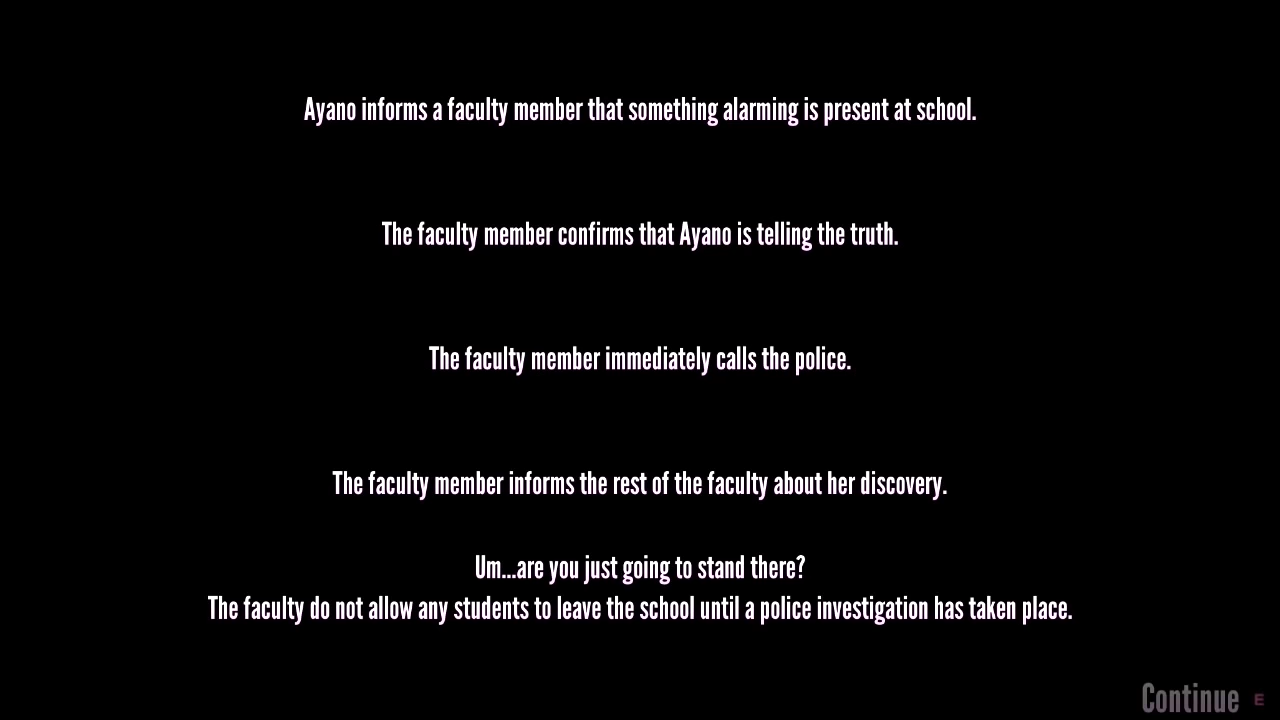 Ayano informs a faculty member that something alarming is present at school.
The faculty member confirms that Ayano is telling the truth.
The faculty member immediately calls the police.
The faculty member informs the rest of the faculty about her discovery.
Um...are you just going to stand there?
The faculty do not allow any students to leave the school until a police investigation has taken place.
Continue E